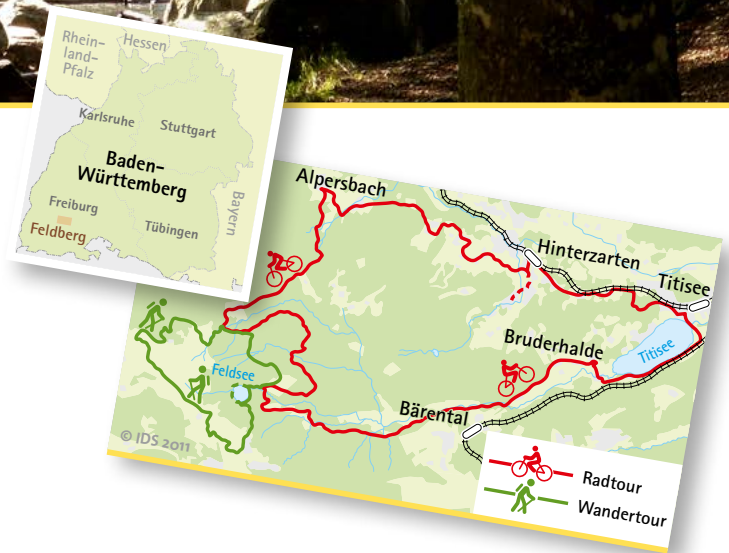 Rhein-
land-
Pfalz
Hessen
Karlsruhe
Stuttgart
Baden-
Württemberg
Freiburg
Feldberg
Tübingen
Bayern
Alpersbach
Hinterzarten
Titisee
Titisee
Bruderhalde
Feldsee
Bärental
© IDS 2011
Radtour
Wandertour